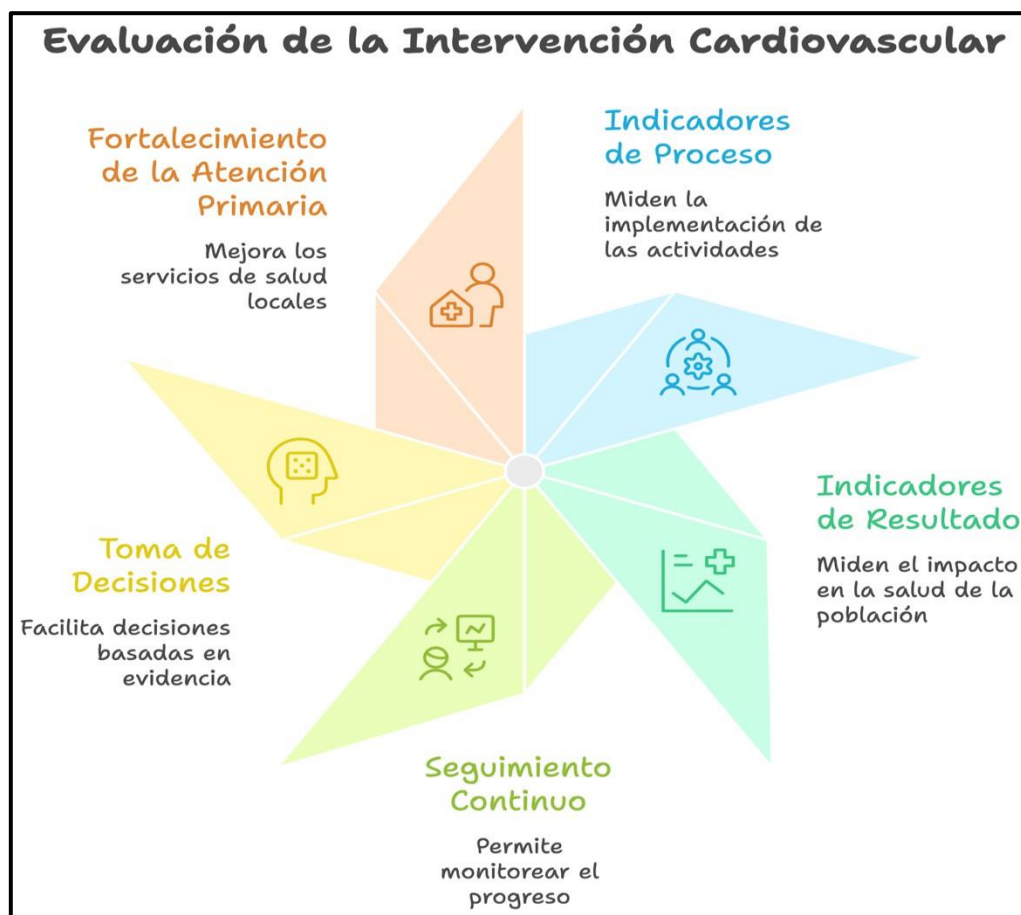 Evaluación de la Intervención Cardiovascular
Fortalecimiento
de la Atención
Primaria
Mejora los
servicios de salud
locales
Indicadores
de Proceso
Miden la
implementación de
las actividades
Indicadores
de Resultado
Miden el impacto
en la salud de la
población
Toma de
Decisiones
Facilita decisiones
basadas en
evidencia
Seguimiento
Continuo
Permite
monitorear el
progreso